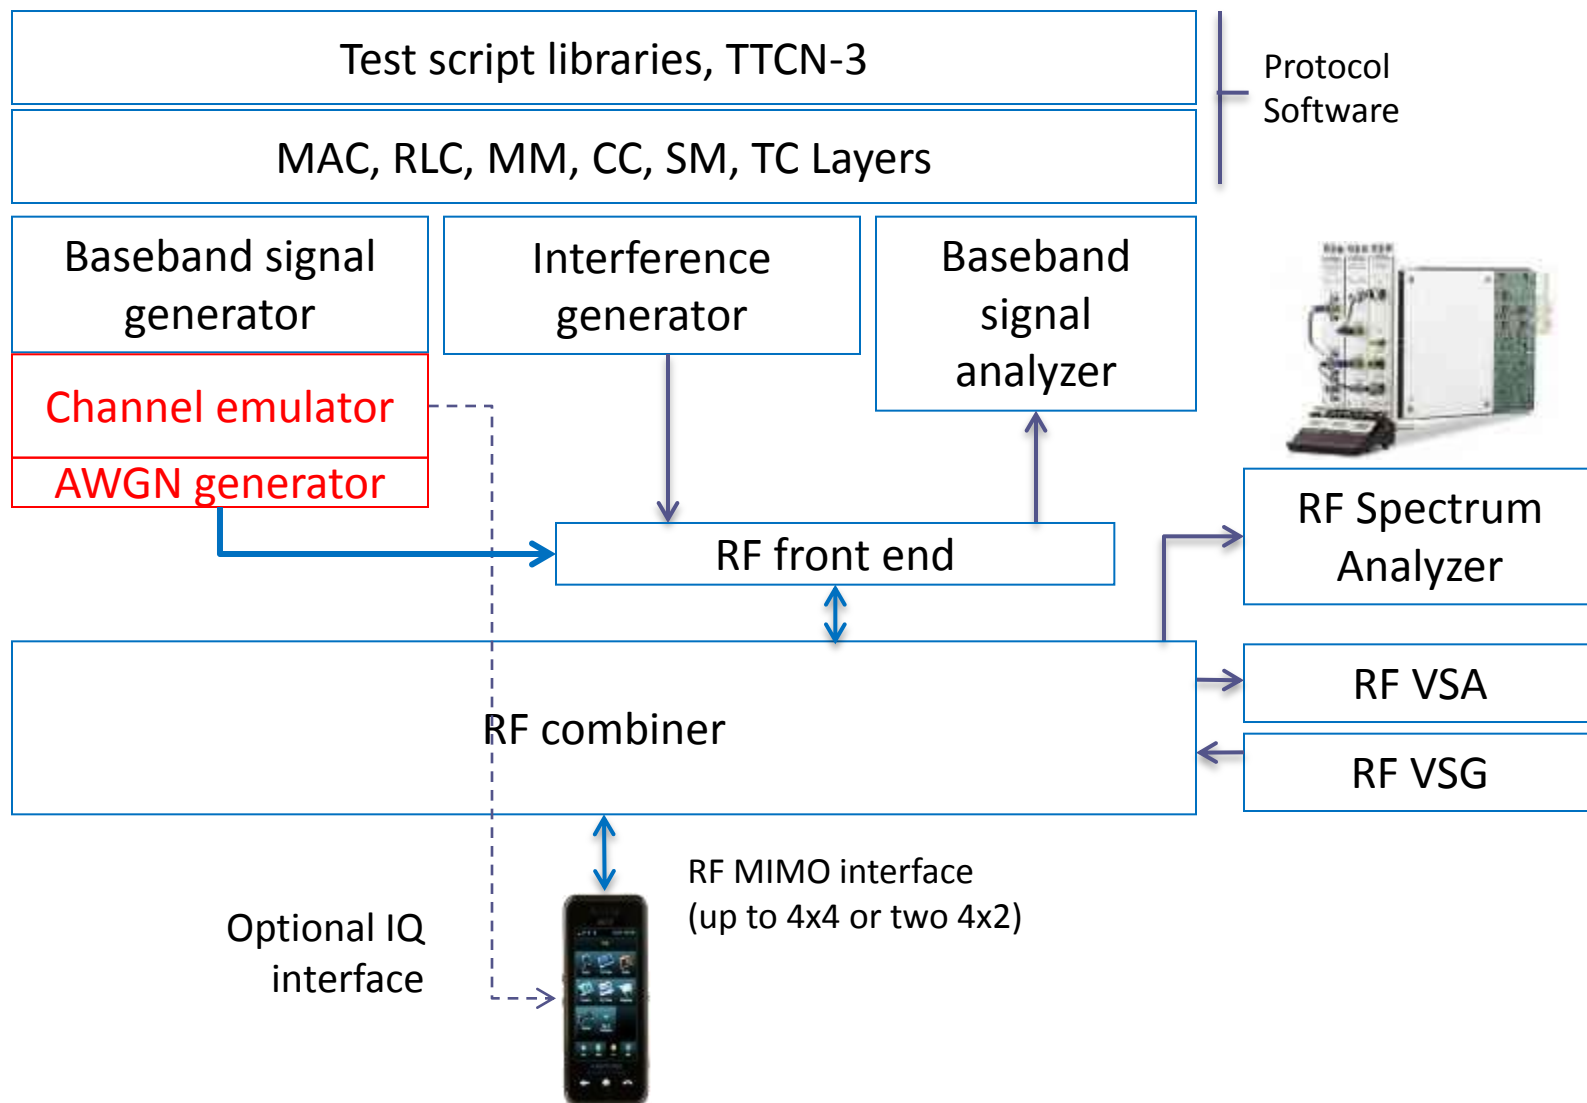 Test script libraries, TTCN-3
Protocol
Software
MAC, RLC, MM, CC, SM, TC Layers
Baseband signal
generator
Interference
generator
Baseband
signal
analyzer
Channel emulator
AWGN generator
RF front end
RF Spectrum
Analyzer
RF combiner
RF VSA
RF VSG
RF MIMO interface
(up to 4x4 or two 4x2)
Optional IQ
interface